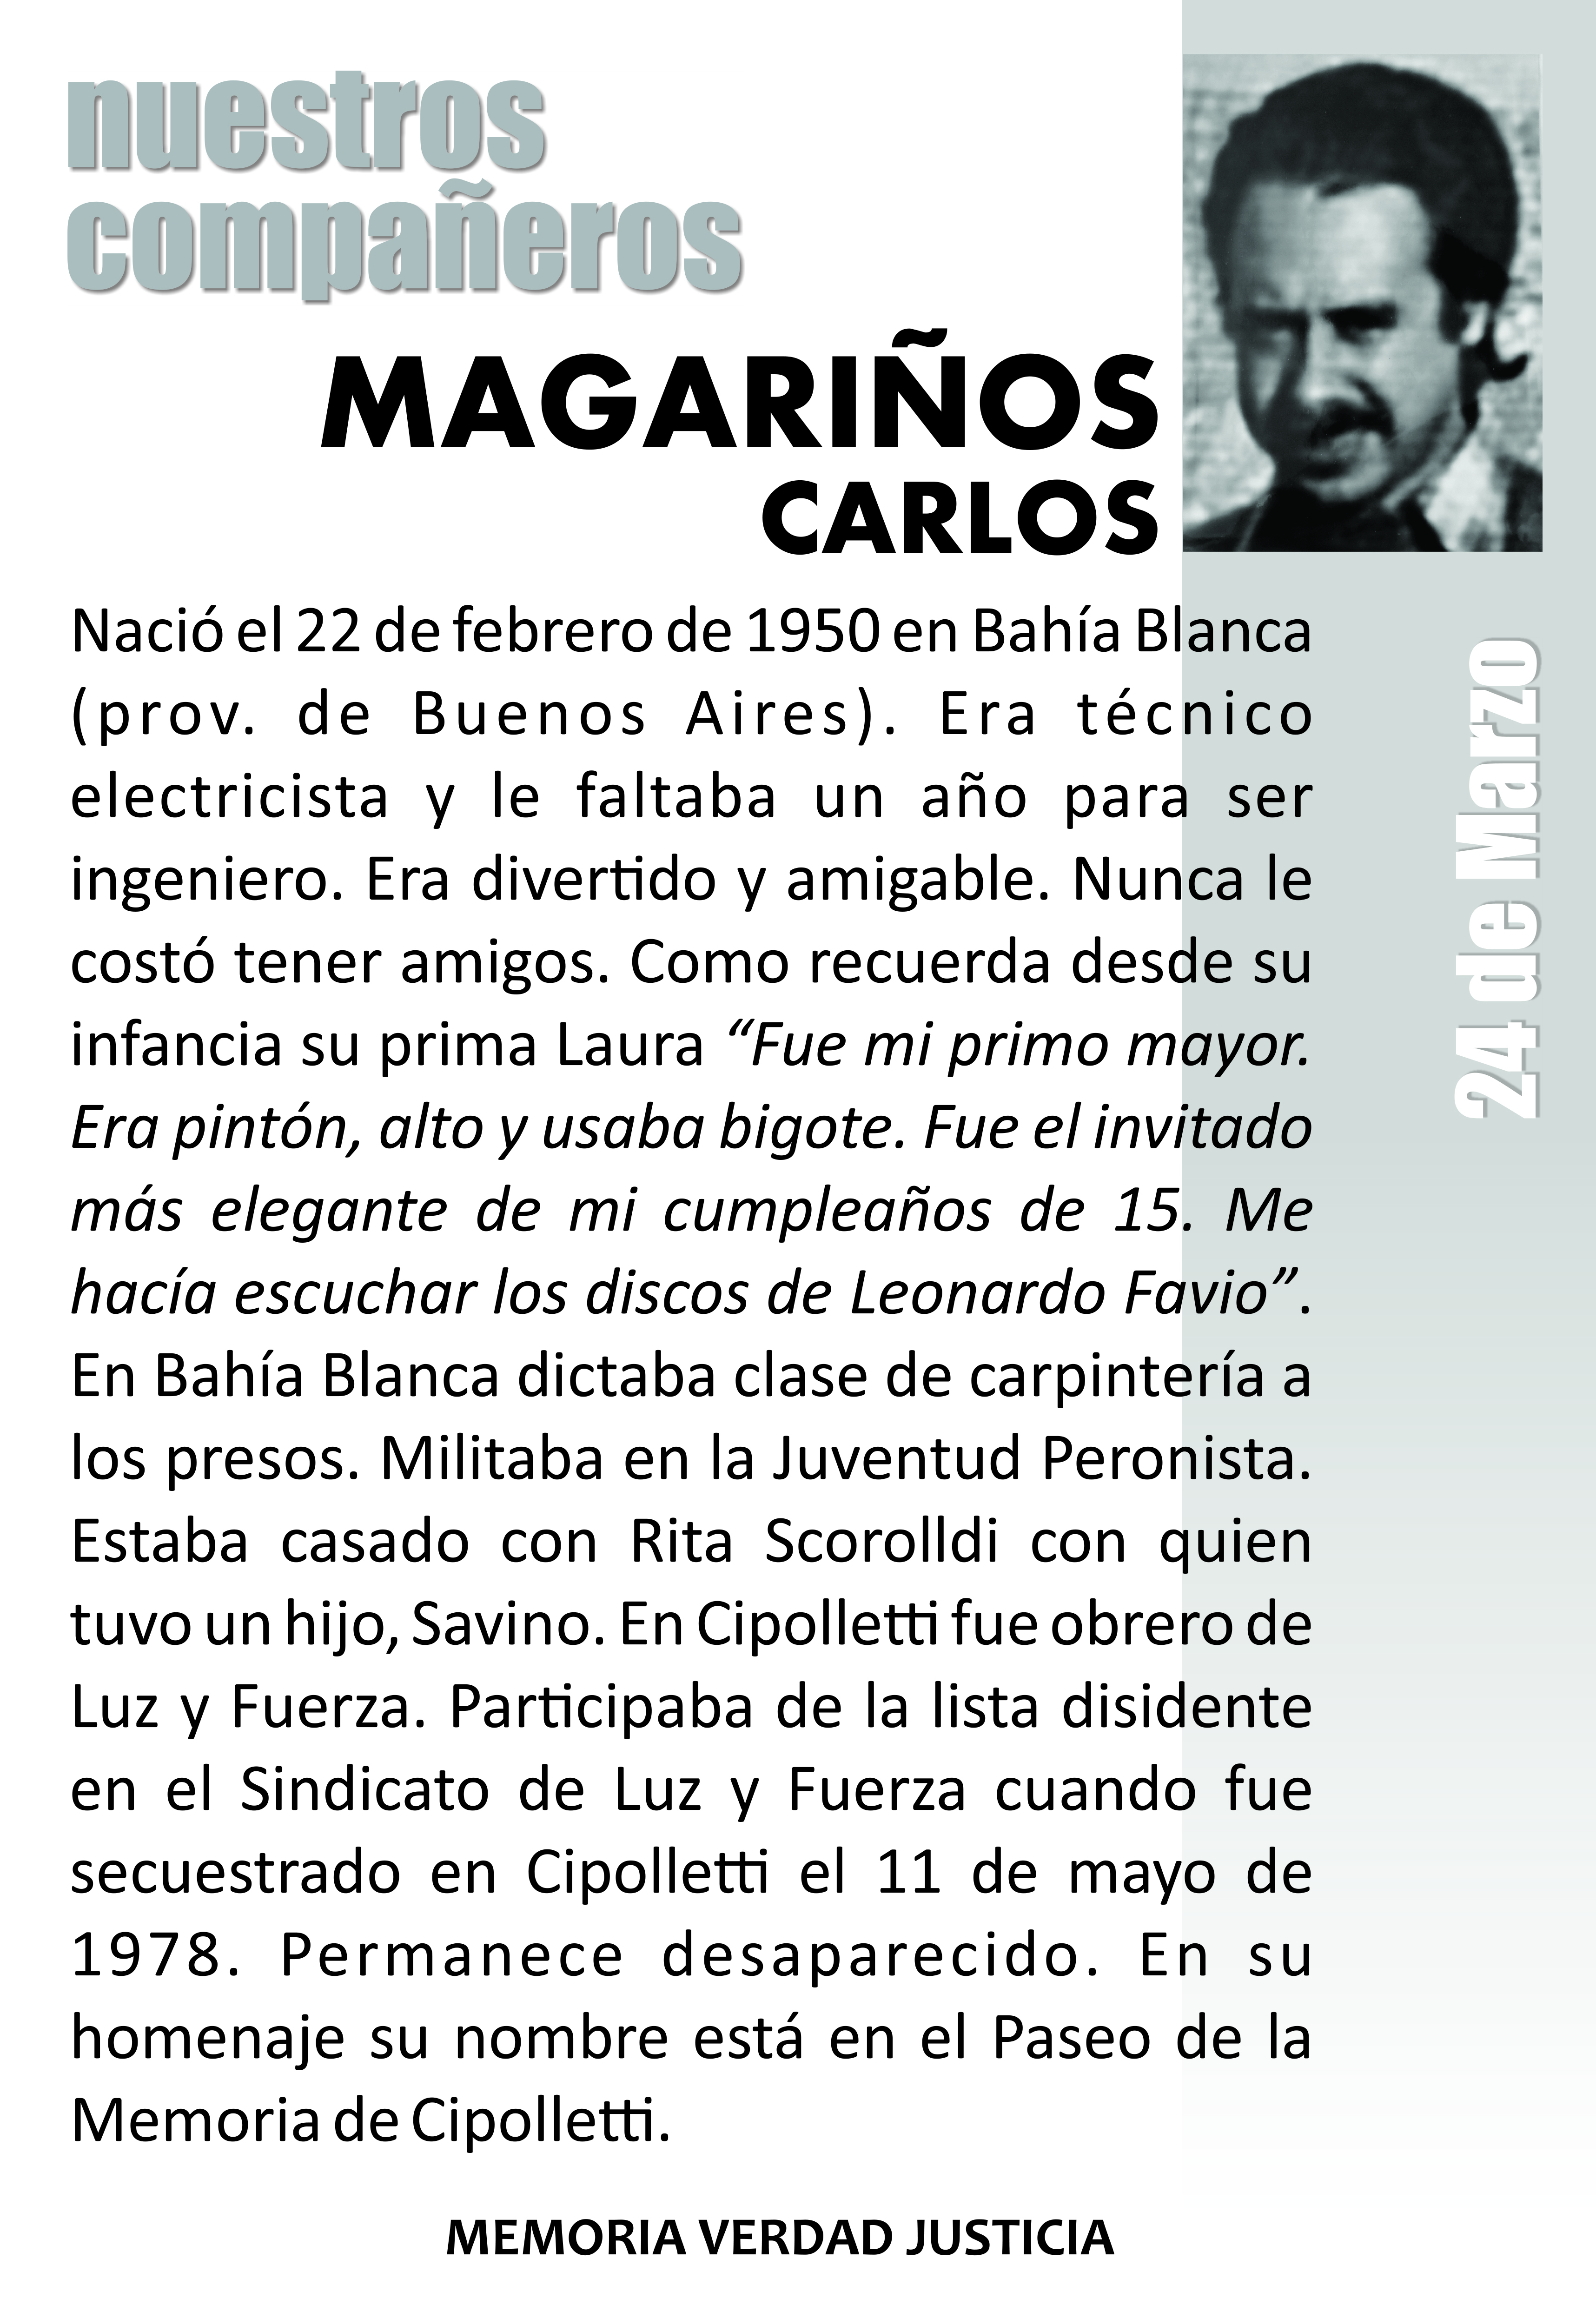 nuestros
compañeros
MAGARIÑOS
CARLOS
Nació el 22 de febrero de 1950 en Bahía Blanca
(prov. de Buenos Aires). Era técnico
electricista y le faltaba un año para ser
ingeniero. Era divertido y amigable. Nunca le
costó tener amigos. Como recuerda desde su
infancia su prima Laura “Fue mi primo mayor.
Era pintón, alto y usaba bigote. Fue el invitado
más elegante de mi cumpleaños de 15. Me
hacía escuchar los discos de Leonardo Favio”.
En Bahía Blanca dictaba clase de carpintería a
los presos. Militaba en la Juventud Peronista.
Estaba casado con Rita Scorolldi con quien
tuvo un hijo, Savino. En Cipolletti fue obrero de
Luz y Fuerza. Participaba de la lista disidente
en el Sindicato de Luz y Fuerza cuando fue
secuestrado en Cipolletti el 11 de mayo de
1978. Permanece desaparecido. En su
homenaje su nombre está en el Paseo de la
Memoria de Cipolletti.
24 de Marzo
MEMORIA VERDAD JUSTICIA